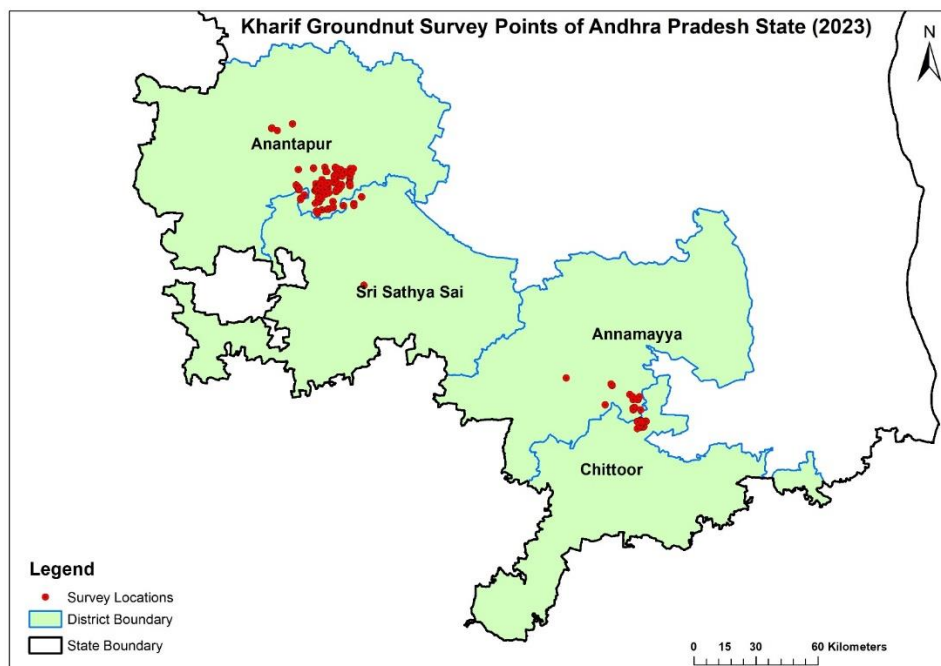 Kharif Groundnut Survey Points of Andhra Pradesh State (2023)
N
Anantapur
Sri Sathya Sai
Annamayya
Chittoor
Legend
Survey Locations
District Boundary
State Boundary
0 15 30 60 Kilometers